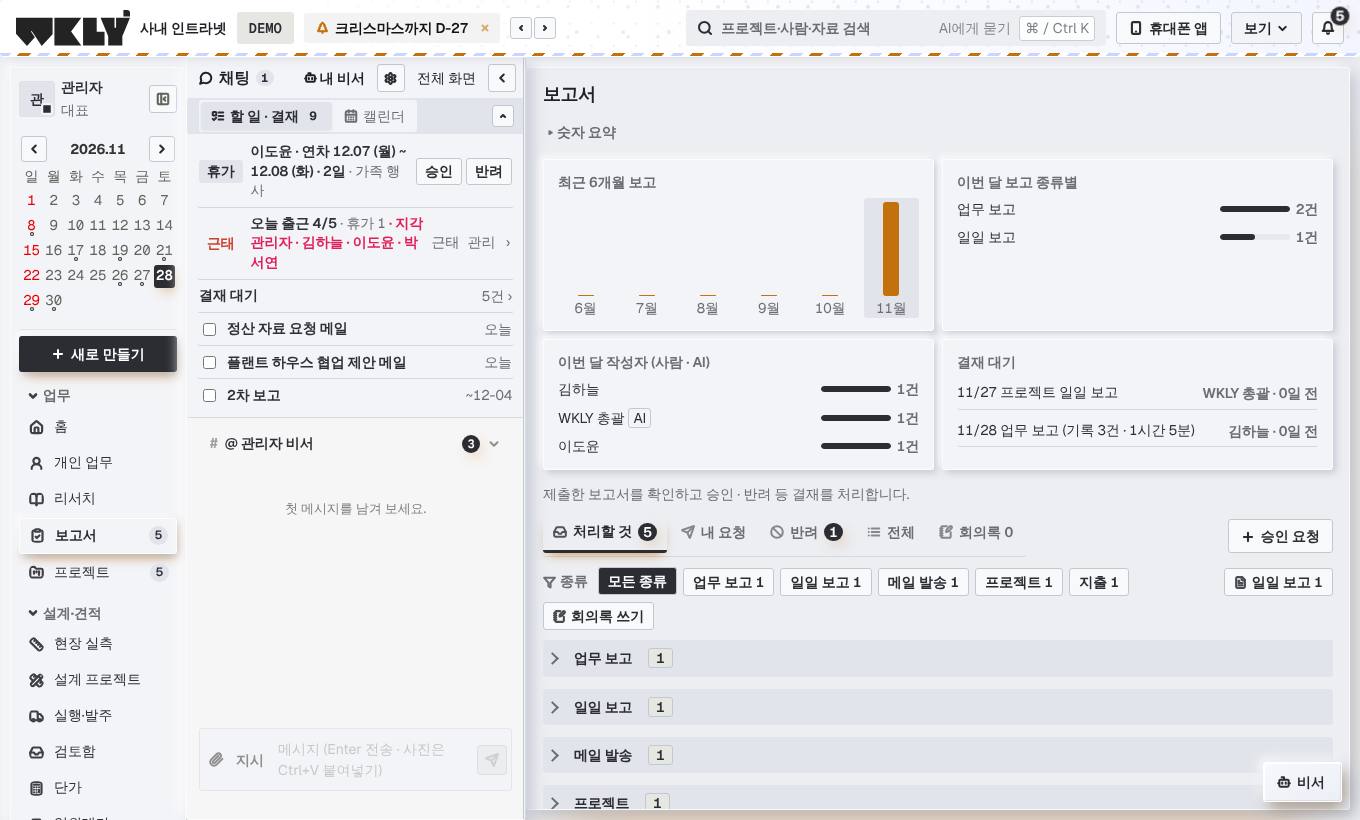 WKLY 사내 인트라넷 DEMO 크리스마스까지 D-27 × 프로젝트·사람·자료 검색 AI에게 묻기 ⌘ / Ctrl K 휴대폰 앱 보기 5
관 관리자
대표
2026.11
일 월 화 수 목 금 토
1 2 3 4 5 6 7
8 9 10 11 12 13 14
15 16 17 18 19 20 21
22 23 24 25 26 27 28
29 30
+ 새로 만들기
업무
홈
개인 업무
리서치
보고서 5
프로젝트 5
설계·견적
현장 실측
설계 프로젝트
실행·발주
검토함
단가
채팅 1 내 비서 전체 화면
할 일 · 결재 9 캘린더
휴가 이도윤 · 연차 12.07 (월) ~
12.08 (화) · 2일 · 가족 행
사
승인 반려
근태 오늘 출근 4/5 · 휴가 1 · 지각
관리자 · 김하늘 · 이도윤 · 박
서연
근태 관리 ›
결재 대기 5건 ›
정산 자료 요청 메일 오늘
플랜트 하우스 협업 제안 메일 오늘
2차 보고 ~12-04
# @ 관리자 비서 3
첫 메시지를 남겨 보세요.
지시 메시지 (Enter 전송 · 사진은
Ctrl+V 붙여넣기)
보고서
숫자 요약
최근 6개월 보고
6월 7월 8월 9월 10월 11월
이번 달 보고 종류별
업무 보고 2건
일일 보고 1건
이번 달 작성자 (사람 · AI)
김하늘 1건
WKLY 총괄 AI 1건
이도윤 1건
결재 대기
11/27 프로젝트 일일 보고 WKLY 총괄 · 0일 전
11/28 업무 보고 (기록 3건 · 1시간 5분) 김하늘 · 0일 전
제출한 보고서를 확인하고 승인 · 반려 등 결재를 처리합니다.
처리할 것 5 내 요청 반려 1 전체 회의록 0 + 승인 요청
종류 모든 종류 업무 보고 1 일일 보고 1 메일 발송 1 프로젝트 1 지출 1 일일 보고 1
회의록 쓰기
업무 보고 1
일일 보고 1
메일 발송 1
프로젝트 1
비서